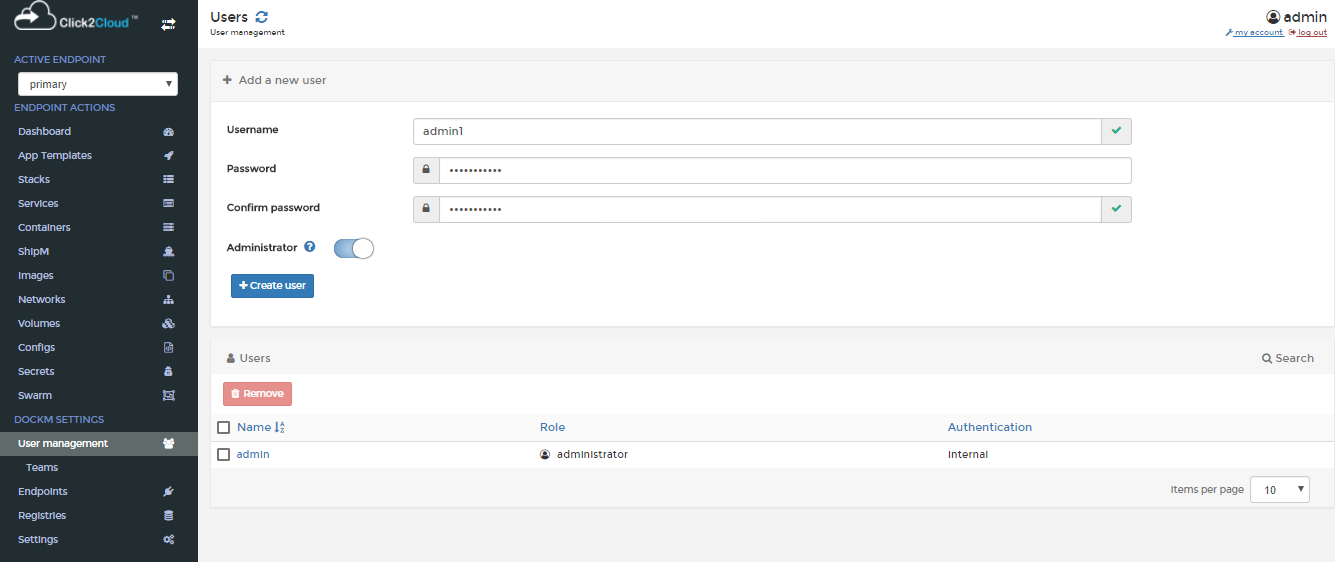 Click2Cloud™
ACTIVE ENDPOINT
primary
ENDPOINT ACTIONS
Dashboard
App Templates
Stacks
Services
Containers
ShipM
Images
Networks
Volumes
Configs
Secrets
Swarm
DOCKM SETTINGS
User management
Teams
Endpoints
Registries
Settings
Users
User management
admin
my account log out
Add a new user
Username admin1
Password •••••••••••
Confirm password •••••••••••
Administrator
Create user
Users Search
Remove
Name Role Authentication
admin administrator Internal
Items per page 10